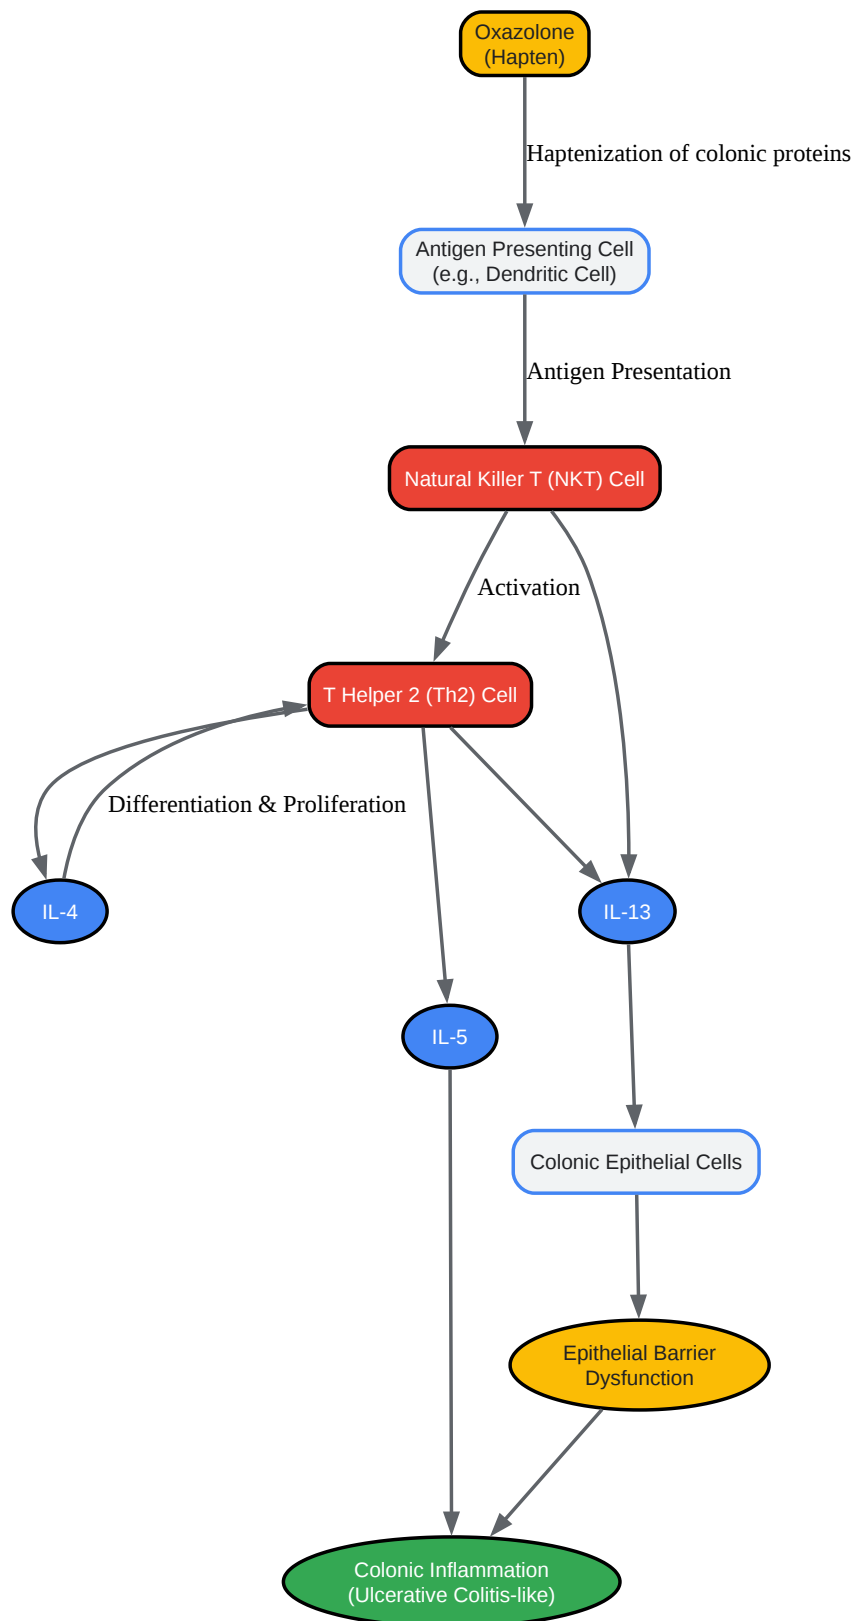 Oxazolone
(Hapten)
Haptenization of colonic proteins
Antigen Presenting Cell
(e.g., Dendritic Cell)
Antigen Presentation
Natural Killer T (NKT) Cell
Activation
T Helper 2 (Th2) Cell
Differentiation & Proliferation
IL-4
IL-13
IL-5
Colonic Epithelial Cells
Epithelial Barrier
Dysfunction
Colonic Inflammation
(Ulcerative Colitis-like)